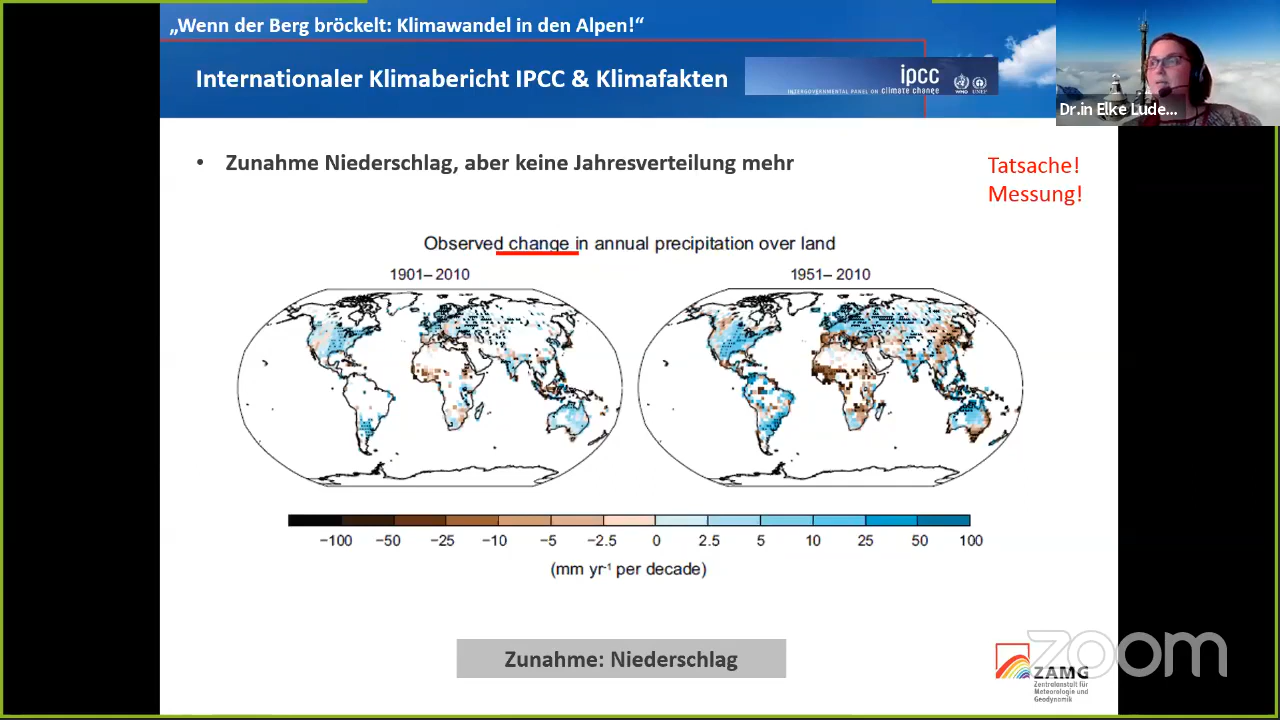 „Wenn der Berg bröckelt: Klimawandel in den Alpen!“
Internationaler Klimabericht IPCC & Klimafakten
ipcc
INTERGOVERNMENTAL PANEL ON climate change
WMO UNEP
Dr.in Elke Lude...
• Zunahme Niederschlag, aber keine Jahresverteilung mehr
Tatsache!
Messung!
Observed change in annual precipitation over land
1901– 2010
1951– 2010
−100 −50 −25 −10 −5 −2.5 0 2.5 5 10 25 50 100
(mm yr⁻¹ per decade)
Zunahme: Niederschlag
zoom
ZAMG
Zentralanstalt für
Meteorologie und
Geodynamik